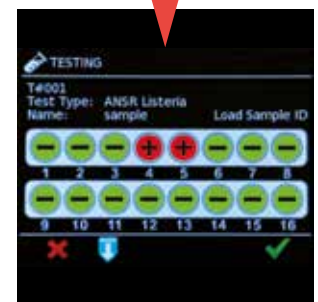 TESTING
T#001
Test Type: ANSR Listeria
Name: sample Load Sample ID
− − − + + − − −
1 2 3 4 5 6 7 8
− − − − − − − −
9 10 11 12 13 14 15 16